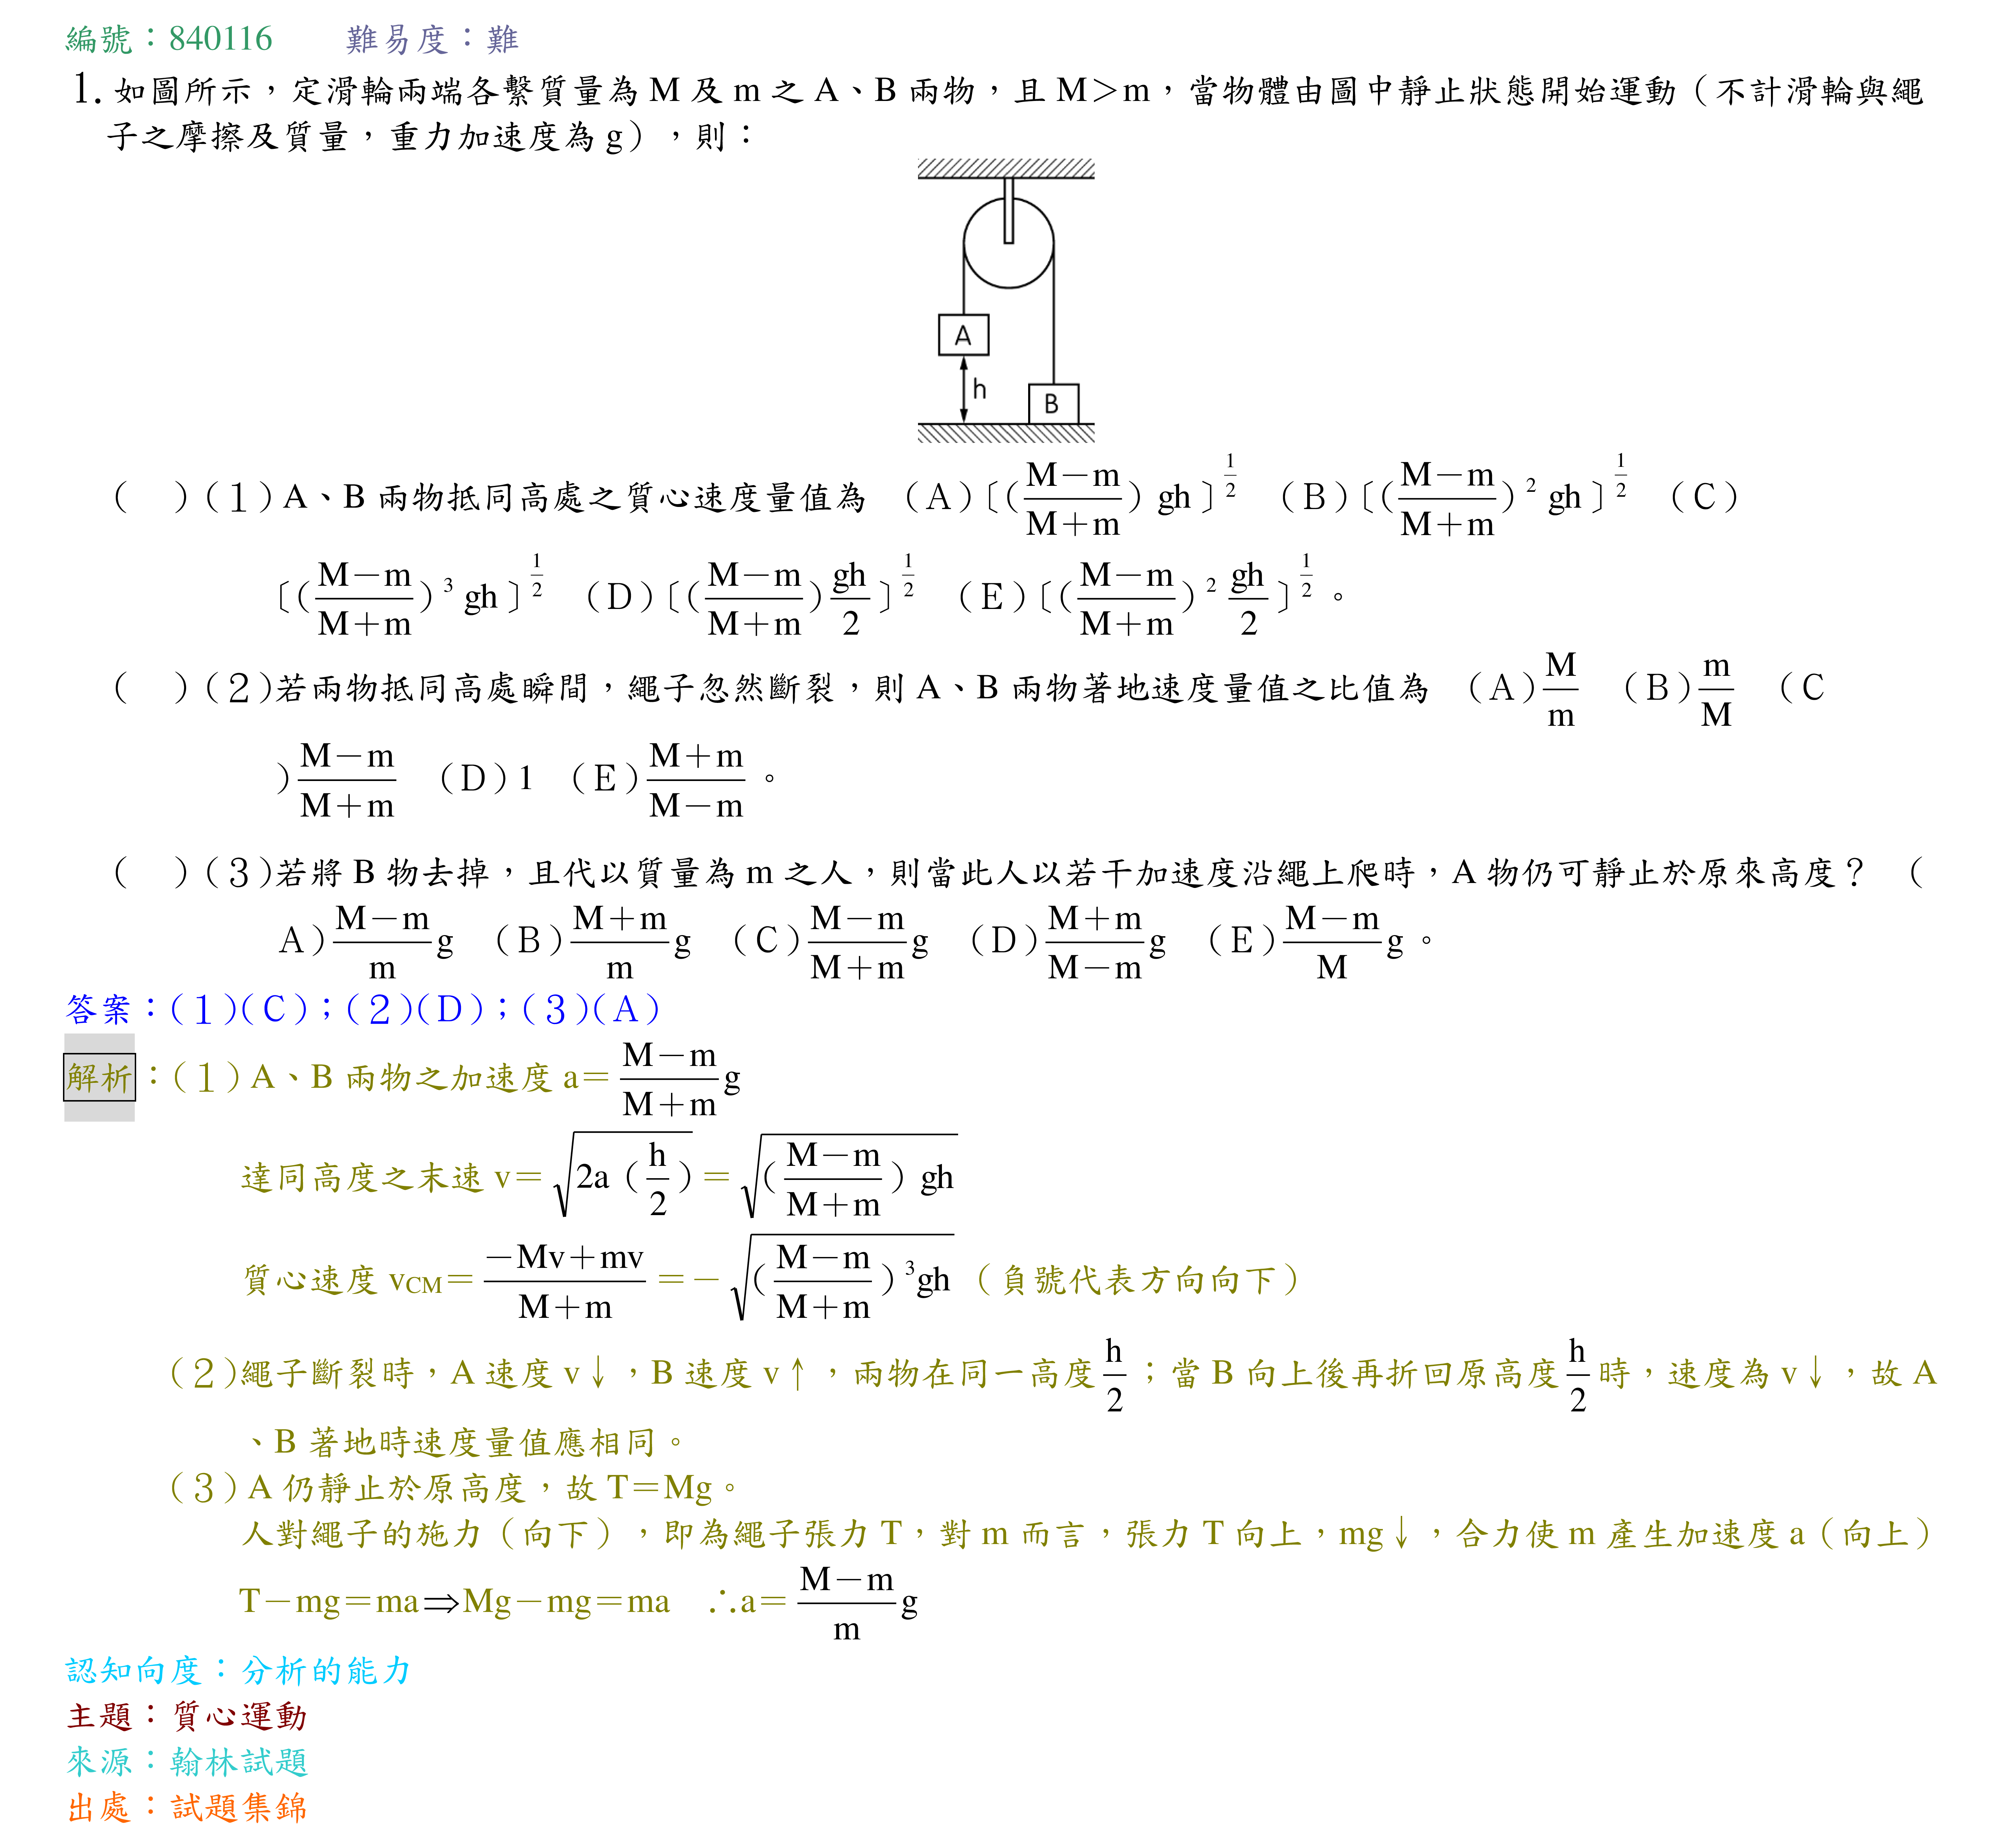 編號：840116　　難易度：難
1. 如圖所示，定滑輪兩端各繫質量為 M 及 m 之 A、B 兩物，且 M＞m，當物體由圖中靜止狀態開始運動（不計滑輪與繩
子之摩擦及質量，重力加速度為 g），則：
A
h
B
（　）(１) A、B 兩物抵同高處之質心速度量值為　(Ａ)〔(\frac{M－m}{M＋m}) gh〕^{\frac{1}{2}}　(Ｂ)〔(\frac{M－m}{M＋m})^2 gh〕^{\frac{1}{2}}　(Ｃ)
〔(\frac{M－m}{M＋m})^3 gh〕^{\frac{1}{2}}　(Ｄ)〔(\frac{M－m}{M＋m})\frac{gh}{2}〕^{\frac{1}{2}}　(Ｅ)〔(\frac{M－m}{M＋m})^2 \frac{gh}{2}〕^{\frac{1}{2}}。
（　）(２)若兩物抵同高處瞬間，繩子忽然斷裂，則 A、B 兩物著地速度量值之比值為　(Ａ)\frac{M}{m}　(Ｂ)\frac{m}{M}　(Ｃ
)\frac{M－m}{M＋m}　(Ｄ) 1　(Ｅ)\frac{M＋m}{M－m}。
（　）(３)若將 B 物去掉，且代以質量為 m 之人，則當此人以若干加速度沿繩上爬時，A 物仍可靜止於原來高度？　(
Ａ)\frac{M－m}{m}g　(Ｂ)\frac{M＋m}{m}g　(Ｃ)\frac{M－m}{M＋m}g　(Ｄ)\frac{M＋m}{M－m}g　(Ｅ)\frac{M－m}{M}g。
答案：(１)(Ｃ)；(２)(Ｄ)；(３)(Ａ)
解析：(１) A、B 兩物之加速度 a＝\frac{M－m}{M＋m}g
達同高度之末速 v＝\sqrt{2a（\frac{h}{2}）}＝\sqrt{(\frac{M－m}{M＋m}) gh}
質心速度 v_{CM}＝\frac{－Mv＋mv}{M＋m}＝－\sqrt{(\frac{M－m}{M＋m})^3 gh}（負號代表方向向下）
(２)繩子斷裂時，A 速度 v↓，B 速度 v↑，兩物在同一高度\frac{h}{2}；當 B 向上後再折回原高度\frac{h}{2}時，速度為 v↓，故 A
、B 著地時速度量值應相同。
(３) A 仍靜止於原高度，故 T＝Mg。
人對繩子的施力（向下），即為繩子張力 T，對 m 而言，張力 T 向上，mg↓，合力使 m 產生加速度 a（向上）
T－mg＝ma⇒Mg－mg＝ma　∴a＝\frac{M－m}{m}g
認知向度：分析的能力
主題：質心運動
來源：翰林試題
出處：試題集錦